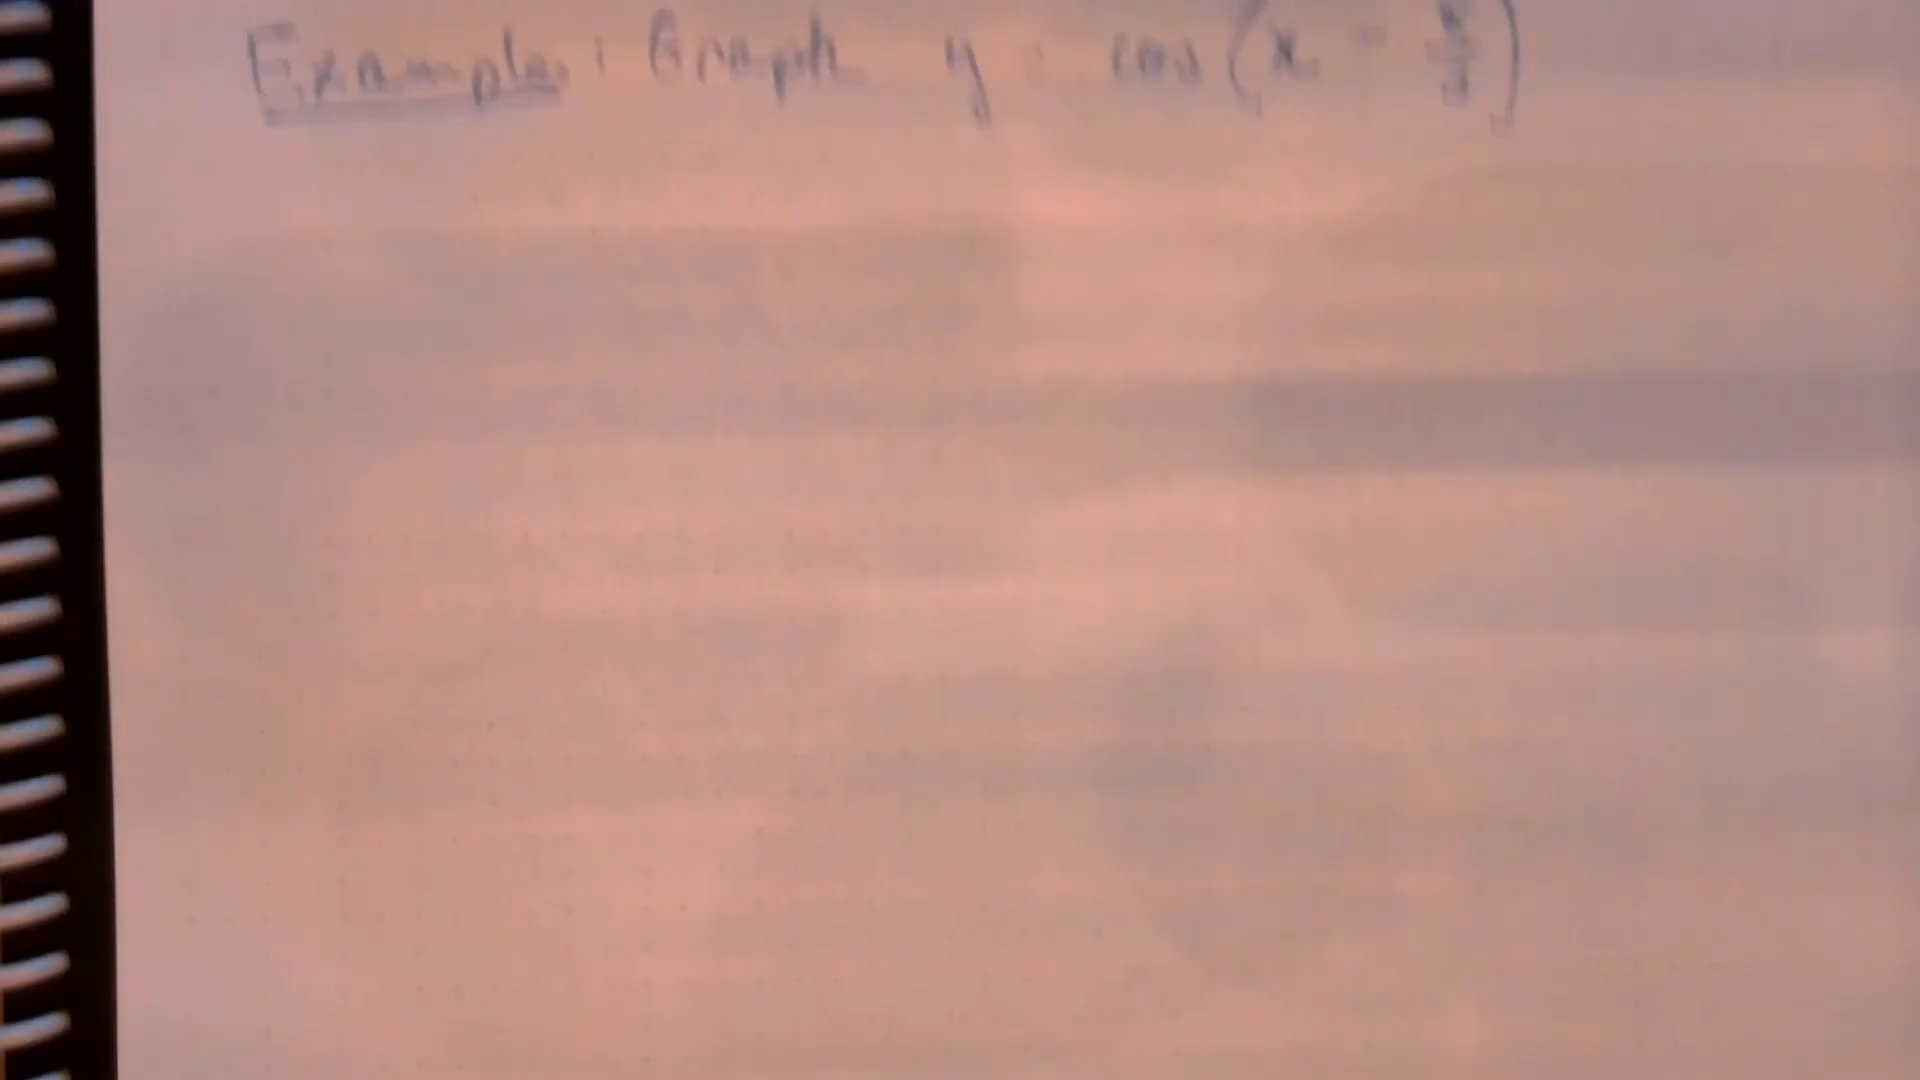 Example: Graph y = cos(x -